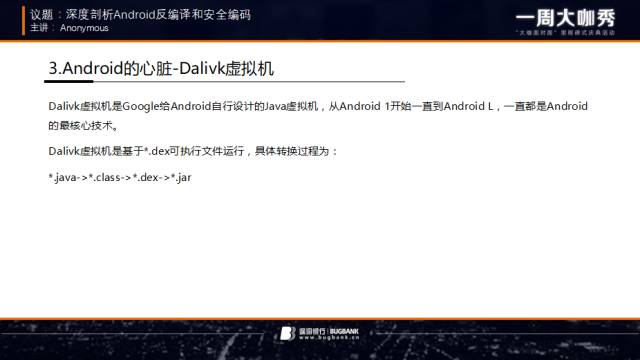 议题：深度剖析Android反编译和安全编码
主讲： Anonymous
一周大咖秀
"大咖面对面"里程碑式庆典活动
3.Android的心脏-Dalivk虚拟机
Dalivk虚拟机是Google给Android自行设计的Java虚拟机，从Android 1开始一直到Android L，一直都是Android
的最核心技术。
Dalivk虚拟机是基于*.dex可执行文件运行，具体转换过程为：
*.java->*.class->*.dex->*.jar
漏洞银行 | BUGBANK
www.bugbank.cn